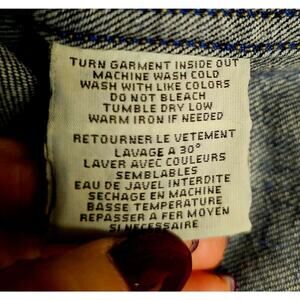 TURN GARMENT INSIDE OUT
MACHINE WASH COLD
WASH WITH LIKE COLORS
DO NOT BLEACH
TUMBLE DRY LOW
WARM IRON IF NEEDED
RETOURNER LE VETEMENT
LAVAGE A 30°
LAVER AVEC COULEURS
SEMBLABLES
EAU DE JAVEL INTERDITE
SECHAGE EN MACHINE
BASSE TEMPERATURE
REPASSER A FER MOYEN
SI NECESSAIRE